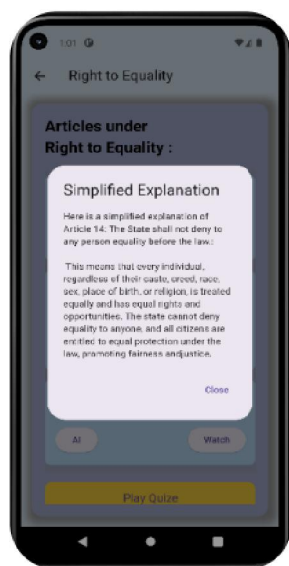 1:01
Right to Equality
Articles under
Right to Equality :
Simplified Explanation
Here is a simplified explanation of
Article 14: The State shall not deny to
any person equality before the law.:
This means that every individual,
regardless of their caste, creed, race,
sex, place of birth, or religion, is treated
equally and has equal rights and
opportunities. The state cannot deny
equality to anyone, and all citizens are
entitled to equal protection under the
law, promoting fairness andjustice.
Close
AI
Watch
Play Quize